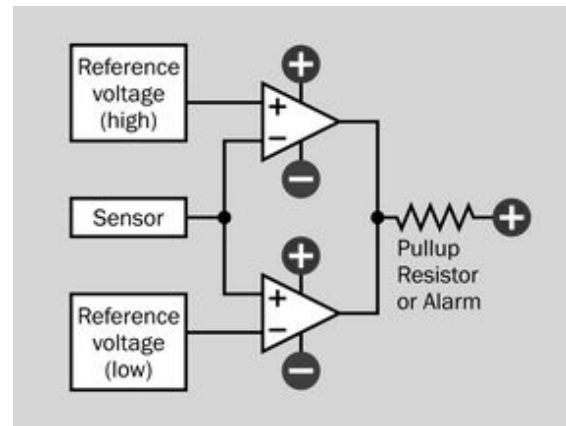 Reference
voltage
(high)
+
+
−
−
Sensor
+
+
Pullup
Resistor
or Alarm
+
−
−
Reference
voltage
(low)